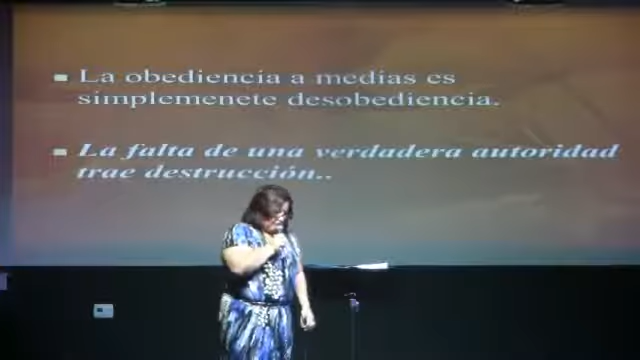 La obediencia a medias es
simplemenete desobediencia.
La falta de una verdadera autoridad
trae destrucción..